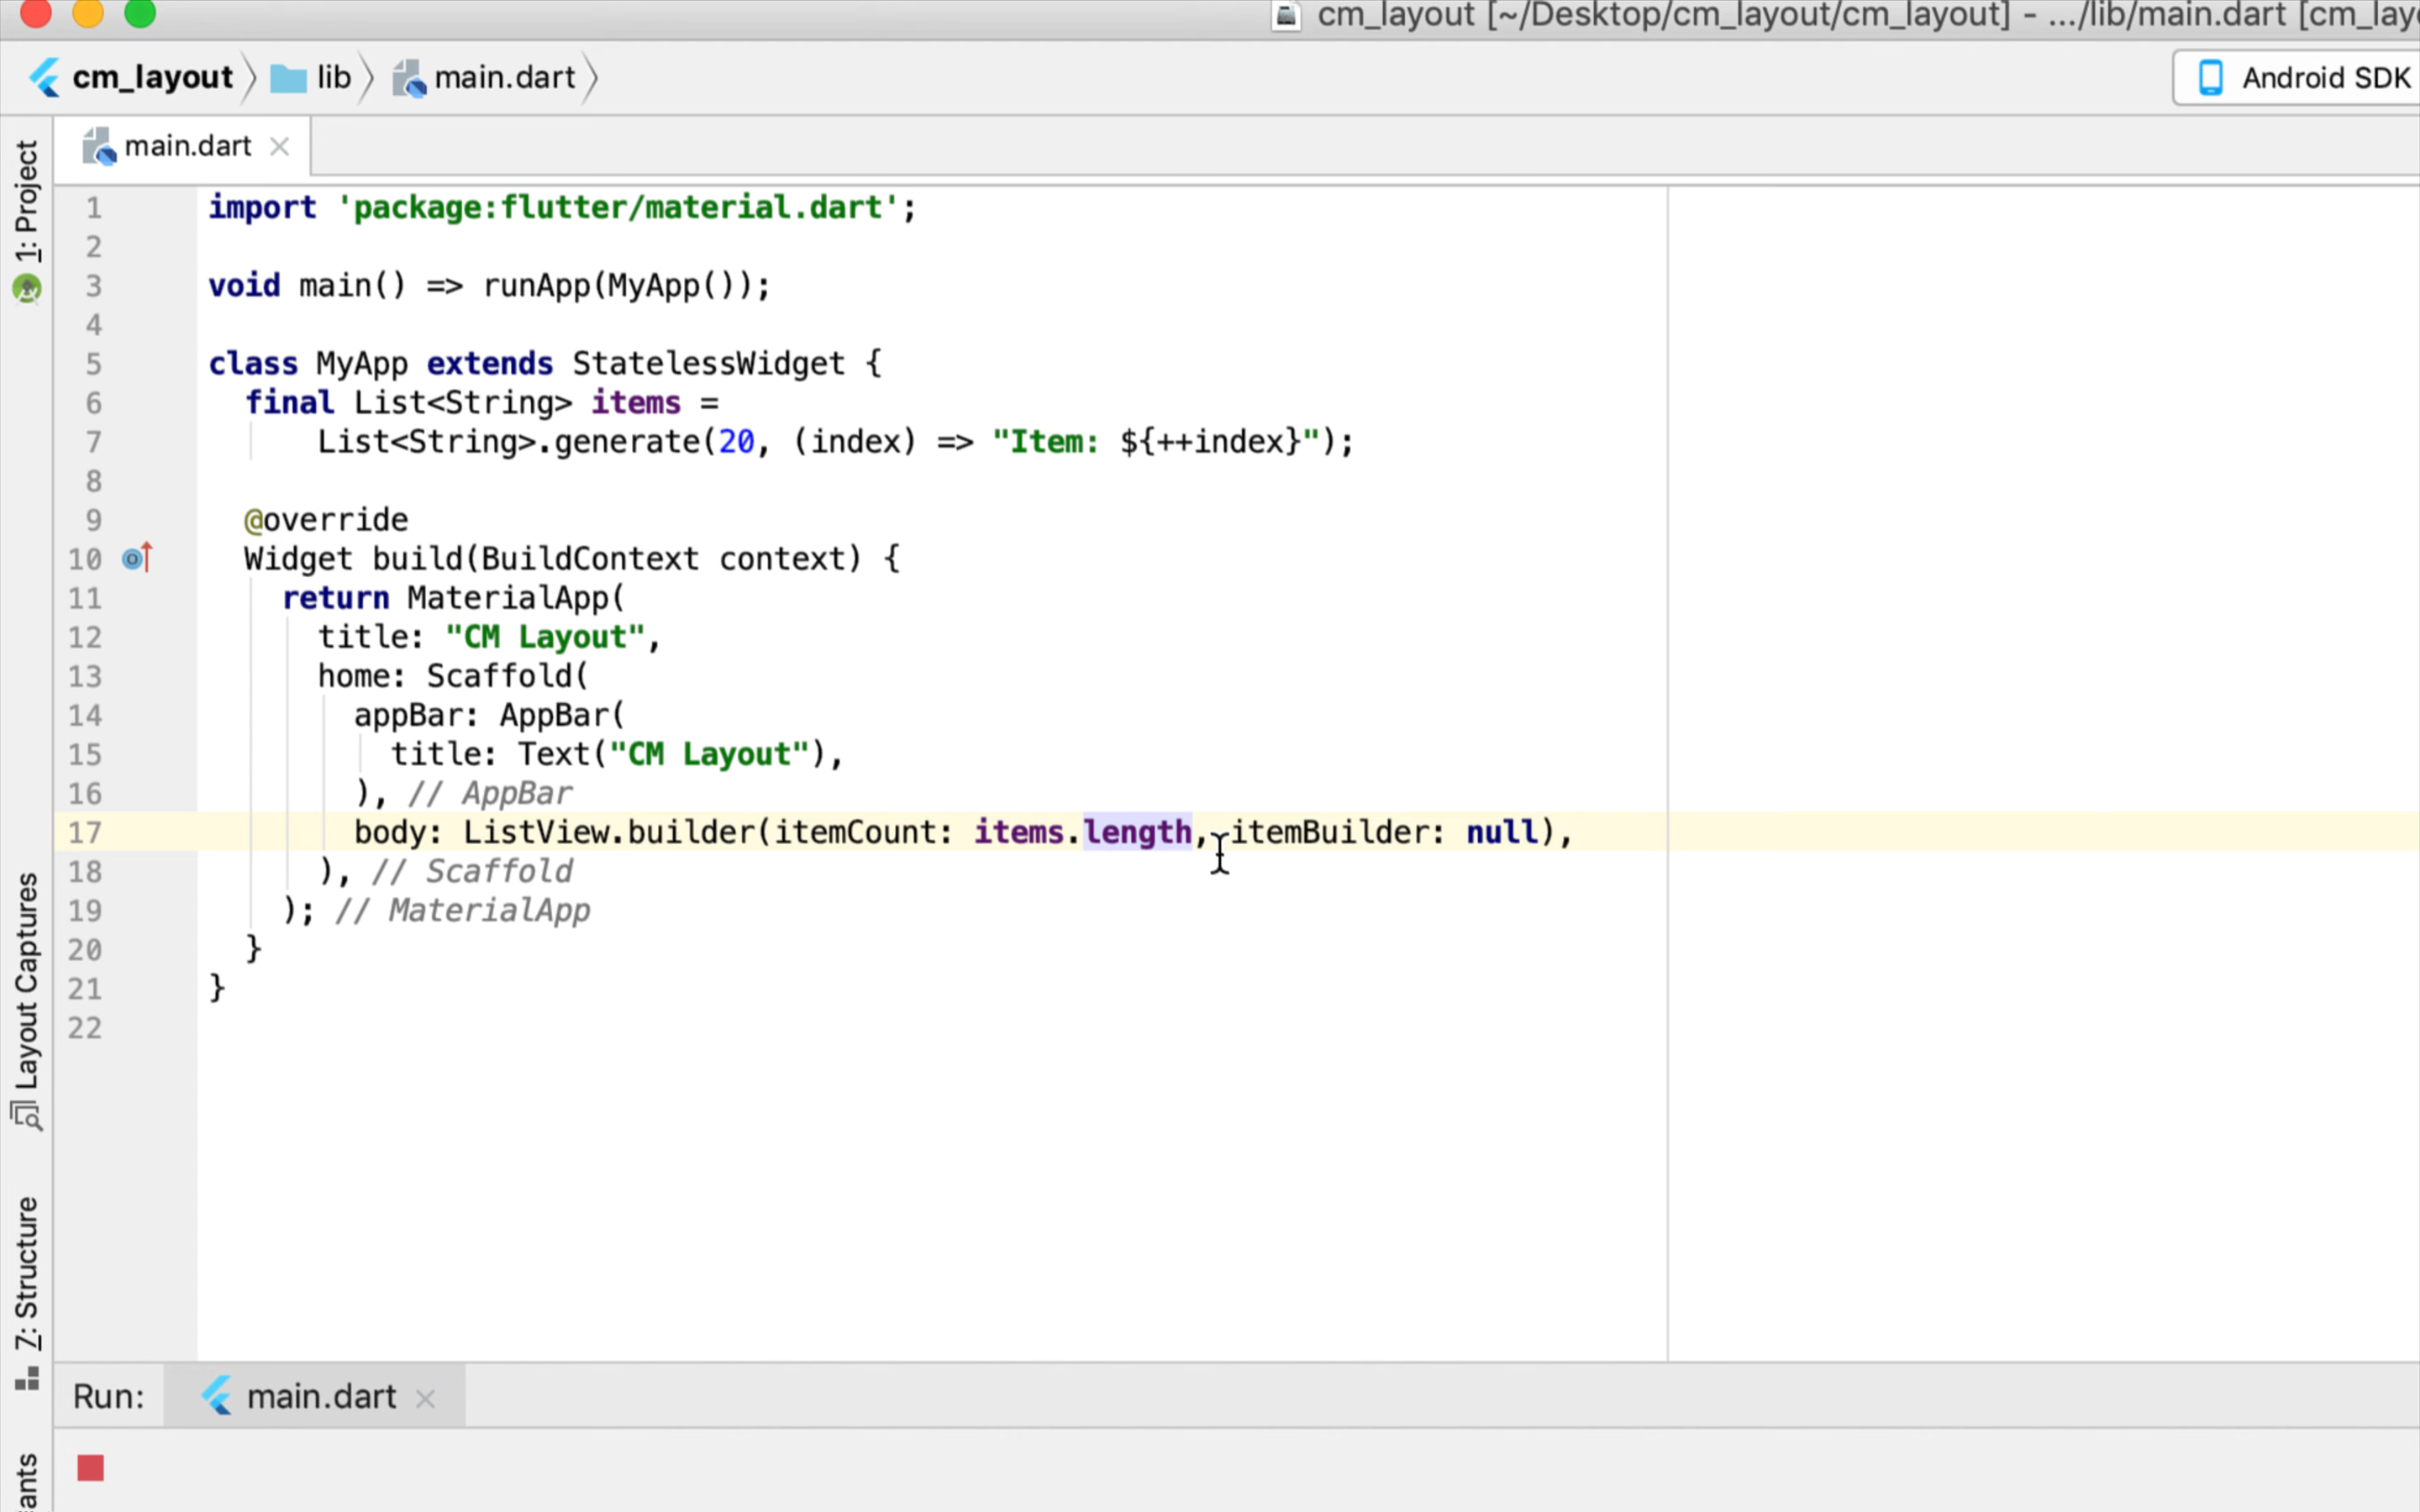 cm_layout [~/Desktop/cm_layout/cm_layout] - .../lib/main.dart [cm_lay
cm_layout lib main.dart Android SDK
main.dart
1: Project
Layout Captures
Z: Structure
1 import 'package:flutter/material.dart';
2
3 void main() => runApp(MyApp());
4
5 class MyApp extends StatelessWidget {
6 final List<String> items =
7 List<String>.generate(20, (index) => "Item: ${++index}");
8
9 @override
10 Widget build(BuildContext context) {
11 return MaterialApp(
12 title: "CM Layout",
13 home: Scaffold(
14 appBar: AppBar(
15 title: Text("CM Layout"),
16 ), // AppBar
17 body: ListView.builder(itemCount: items.length, itemBuilder: null),
18 ), // Scaffold
19 ); // MaterialApp
20 }
21 }
22
Run: main.dart